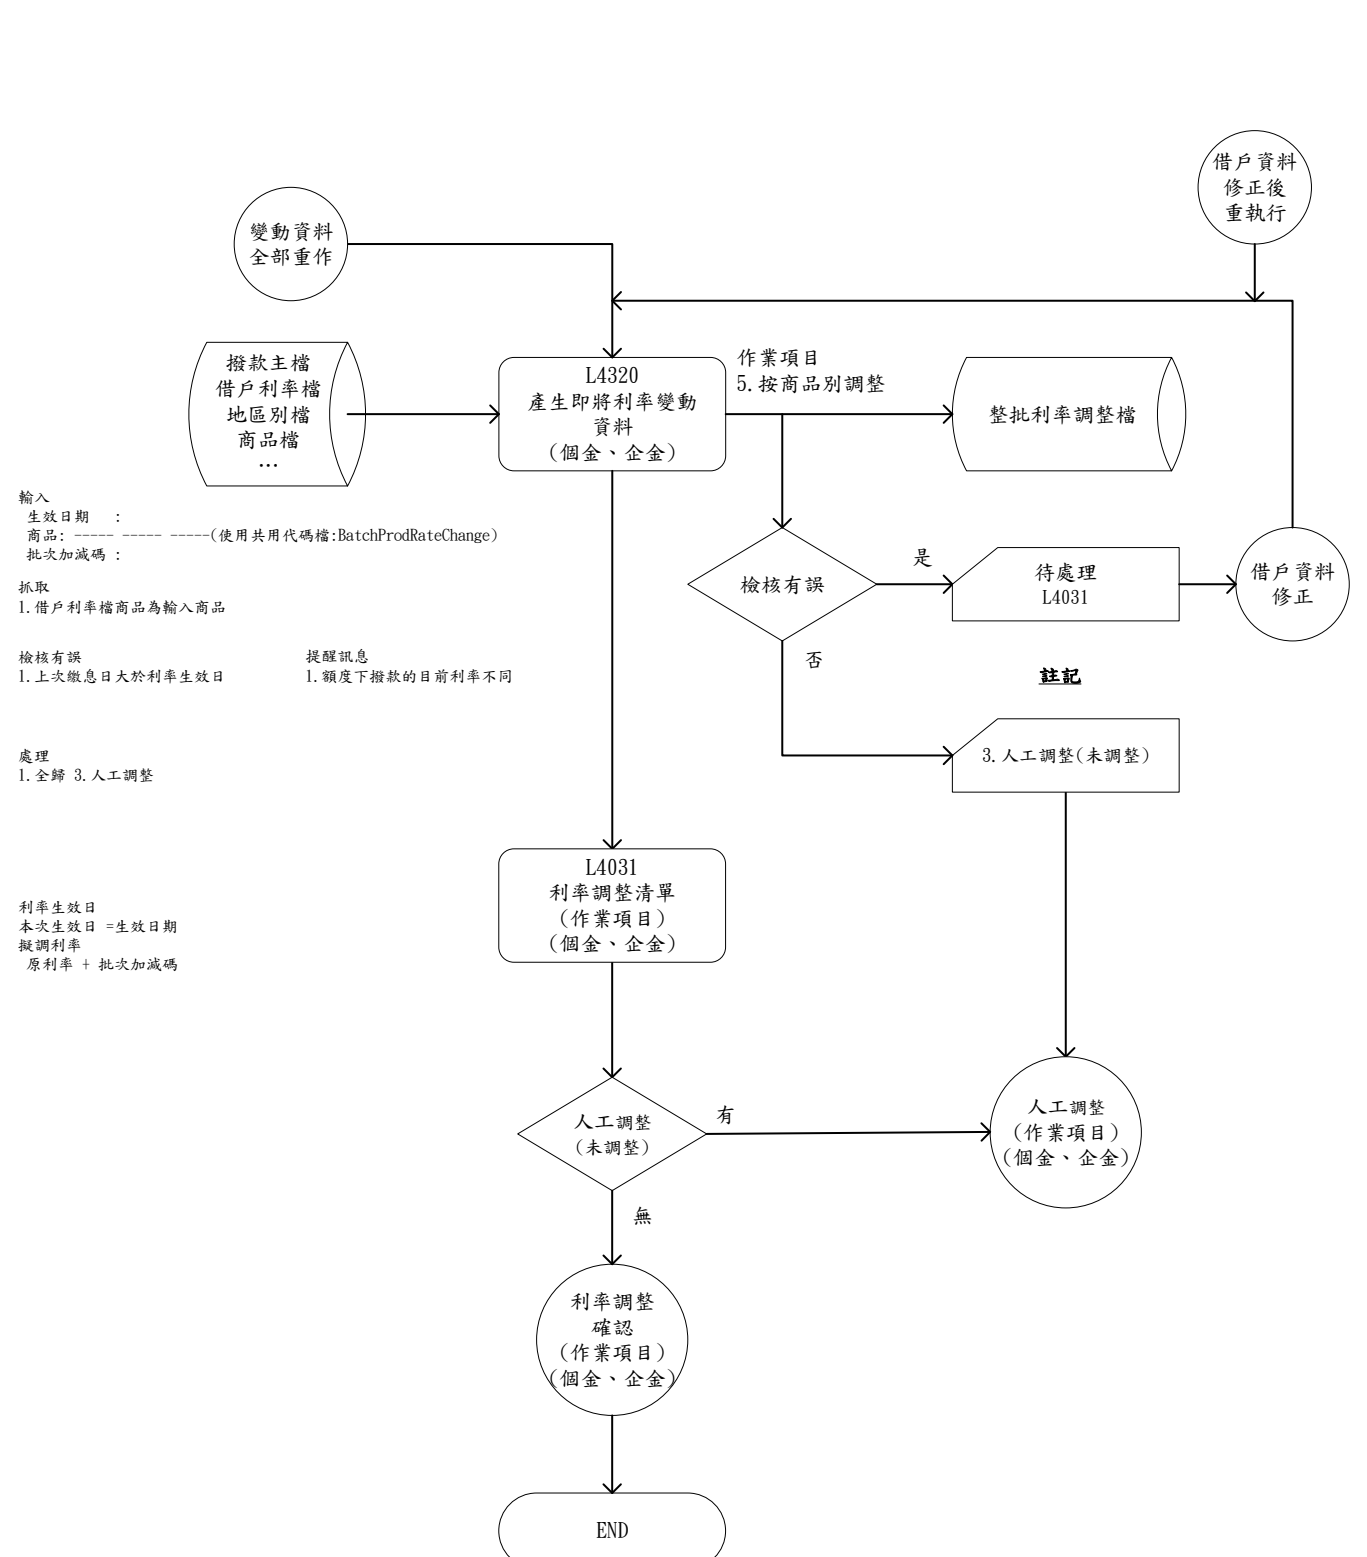 借戶資料
修正後
重執行
變動資料
全部重作
撥款主檔
借戶利率檔
地區別檔
商品檔
…
L4320
產生即將利率變動
資料
(個金、企金)
作業項目
5.按商品別調整
整批利率調整檔
輸入
生效日期   :
商品: ----- ----- -----(使用共用代碼檔:BatchProdRateChange)
批次加減碼 :
抓取
1.借戶利率檔商品為輸入商品
檢核有誤
是
待處理
L4031
借戶資料
修正
否
檢核有誤
1.上次繳息日大於利率生效日
提醒訊息
1.額度下撥款的目前利率不同
註記
處理
1.全歸 3.人工調整
3.人工調整(未調整)
L4031
利率調整清單
(作業項目)
(個金、企金)
利率生效日
本次生效日 =生效日期
擬調利率
原利率 + 批次加減碼
人工調整
(未調整)
有
人工調整
(作業項目)
(個金、企金)
無
利率調整
確認
(作業項目)
(個金、企金)
END